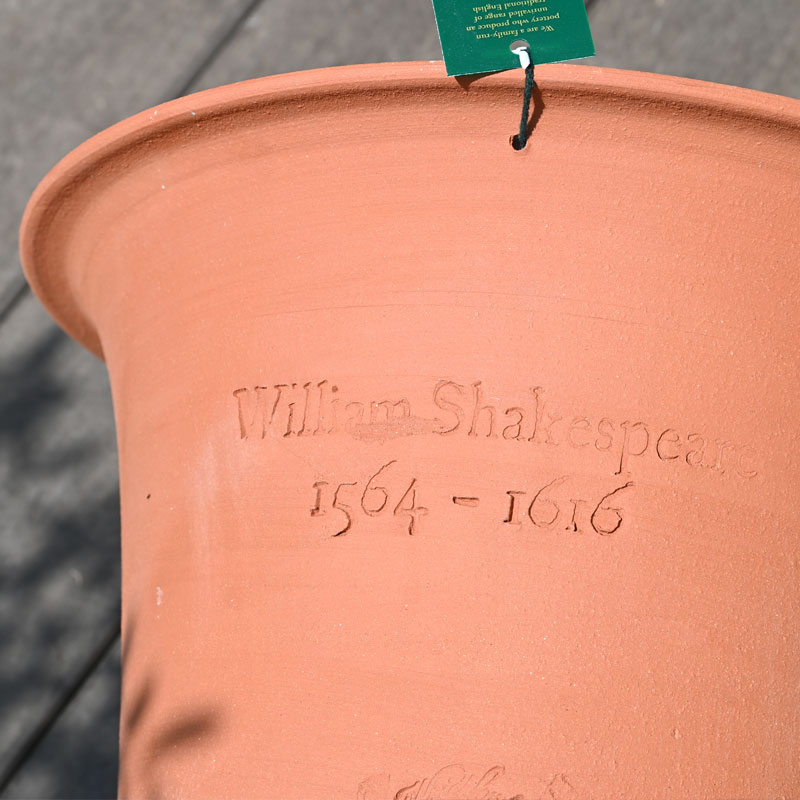 We are a family-run
pottery who produce an
unrivalled range of
traditional English
William Shakespeare
1564 - 1616